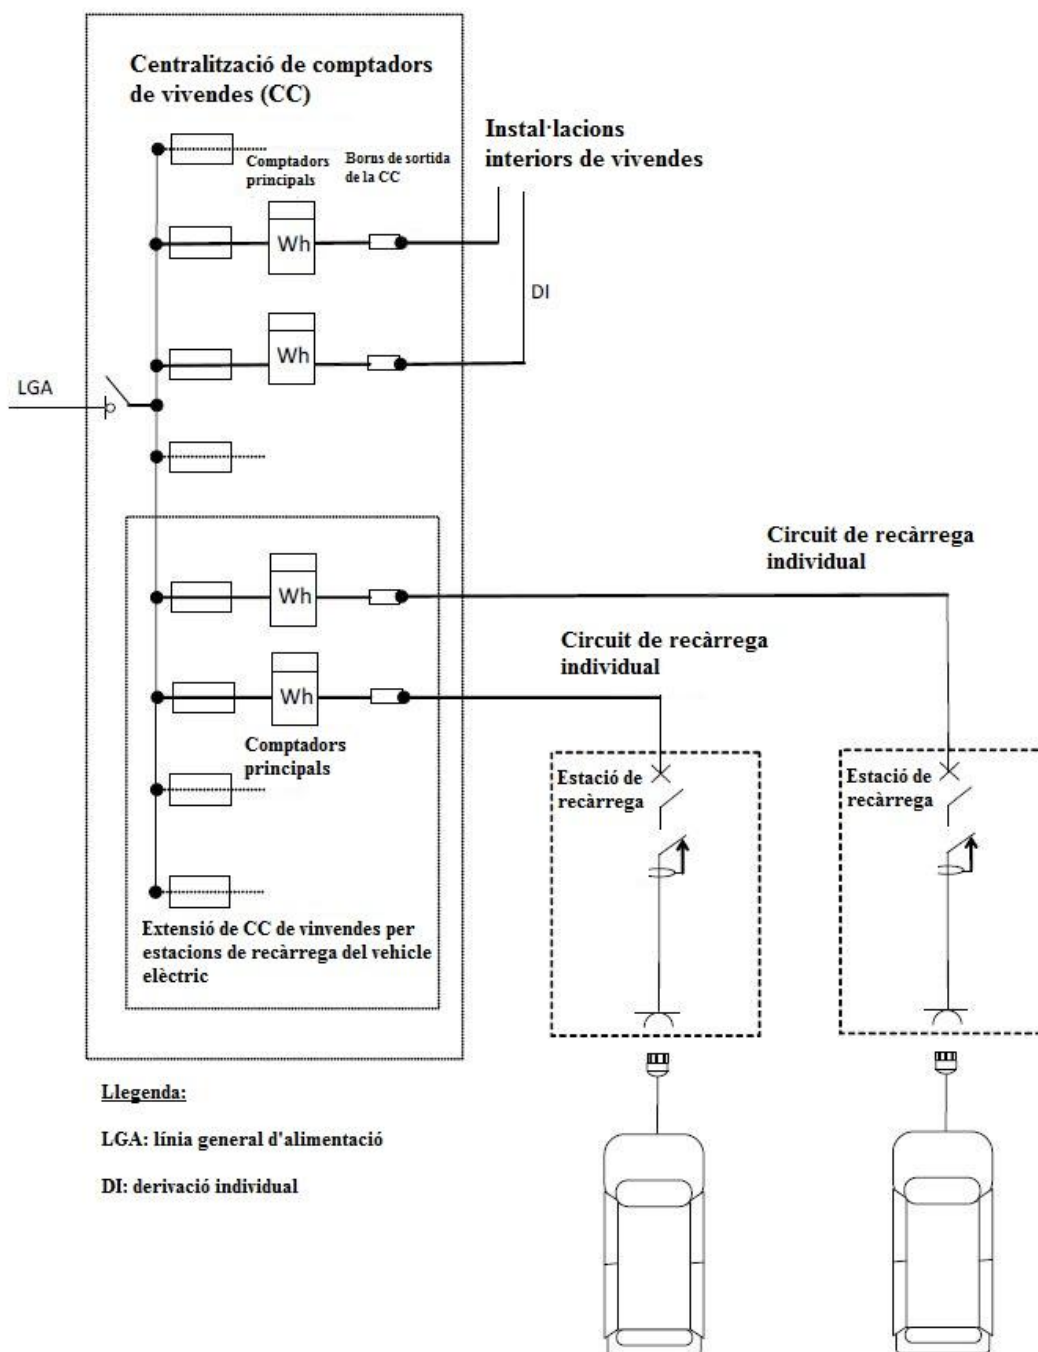 Centralització de comptadors
de vivendes (CC)
Instal·lacions
interiors de vivendes
Comptadors
principals
Borns de sortida
de la CC
Wh
DI
Wh
LGA
Circuit de recàrrega
individual
Wh
Circuit de recàrrega
individual
Wh
Comptadors
principals
Estació de
recàrrega
Estació de
recàrrega
Extensió de CC de vinvendes per
estacions de recàrrega del vehicle
elèctric
Llegenda:
LGA: línia general d'alimentació
DI: derivació individual